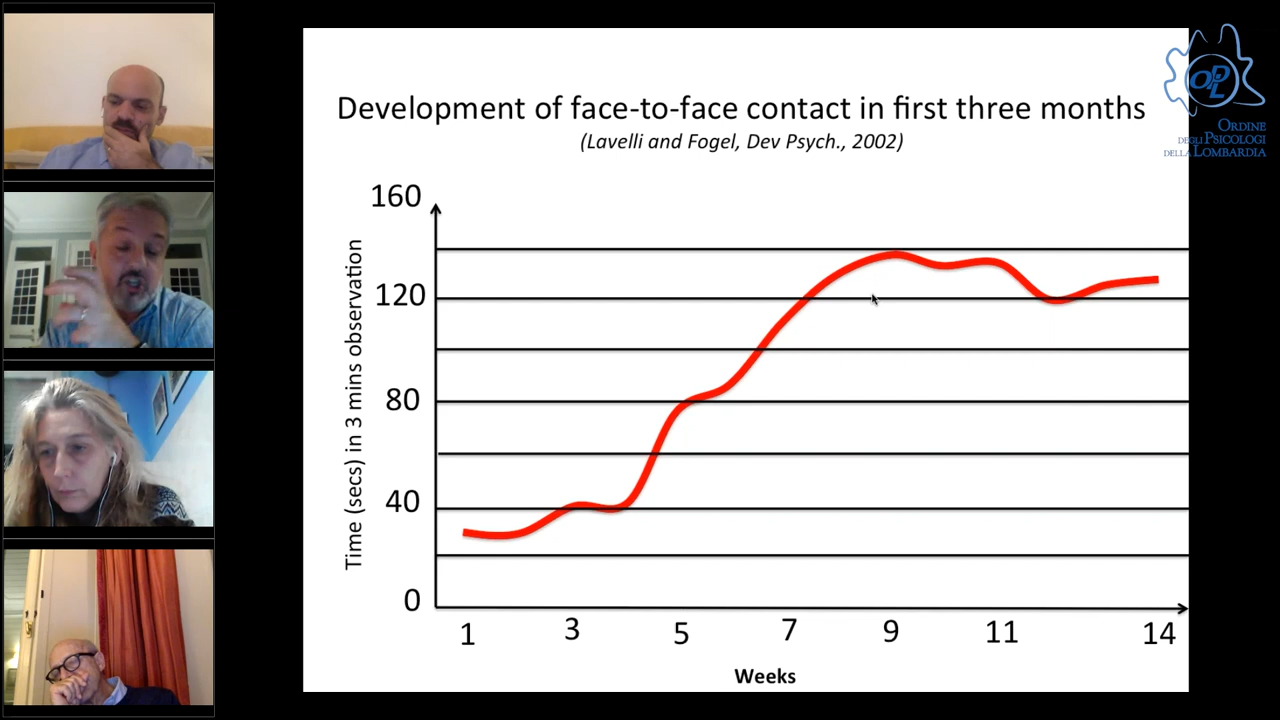 Development of face-to-face contact in first three months
(Lavelli and Fogel, Dev Psych., 2002)
ODL
ORDINE
DEGLI PSICOLOGI
DELLA LOMBARDIA
Time (secs) in 3 mins observation
160
120
80
40
0
1 3 5 7 9 11 14
Weeks